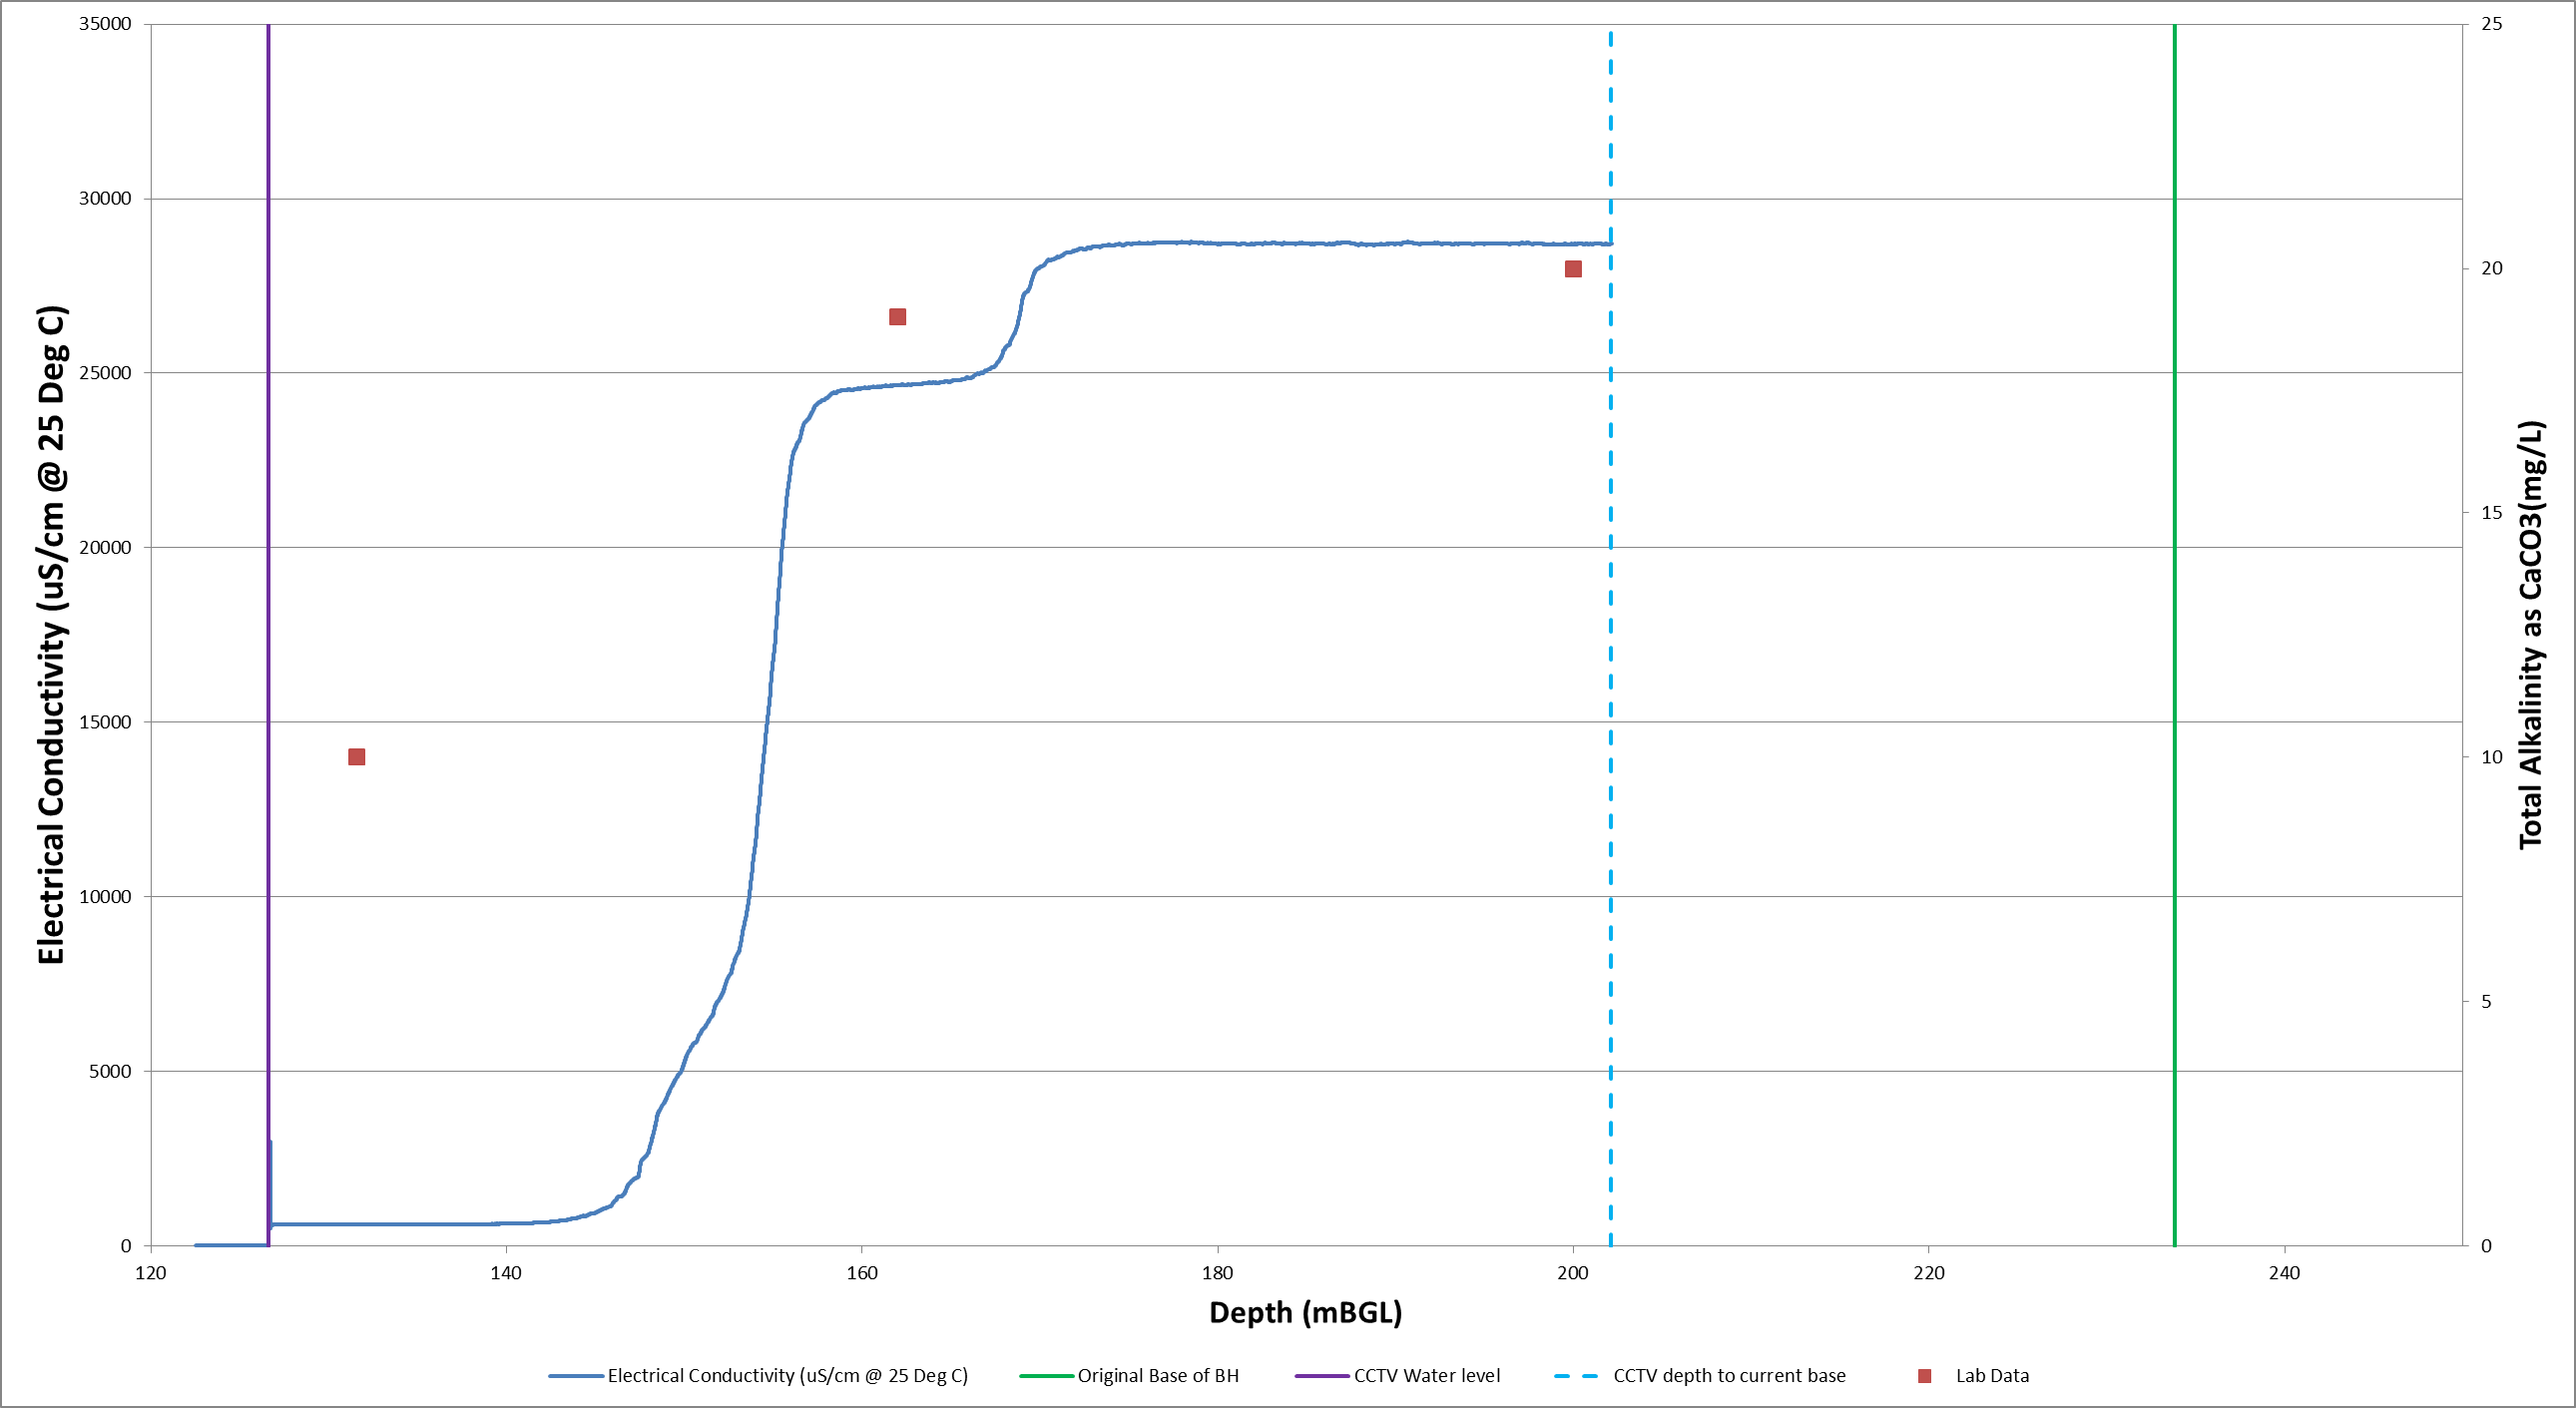 35000
30000
25000
20000
15000
10000
5000
0
Electrical Conductivity (uS/cm @ 25 Deg C)
25
20
15
10
5
0
Total Alkalinity as CaCO3(mg/L)
120 140 160 180 200 220 240
Depth (mBGL)
Electrical Conductivity (uS/cm @ 25 Deg C) Original Base of BH CCTV Water level CCTV depth to current base Lab Data